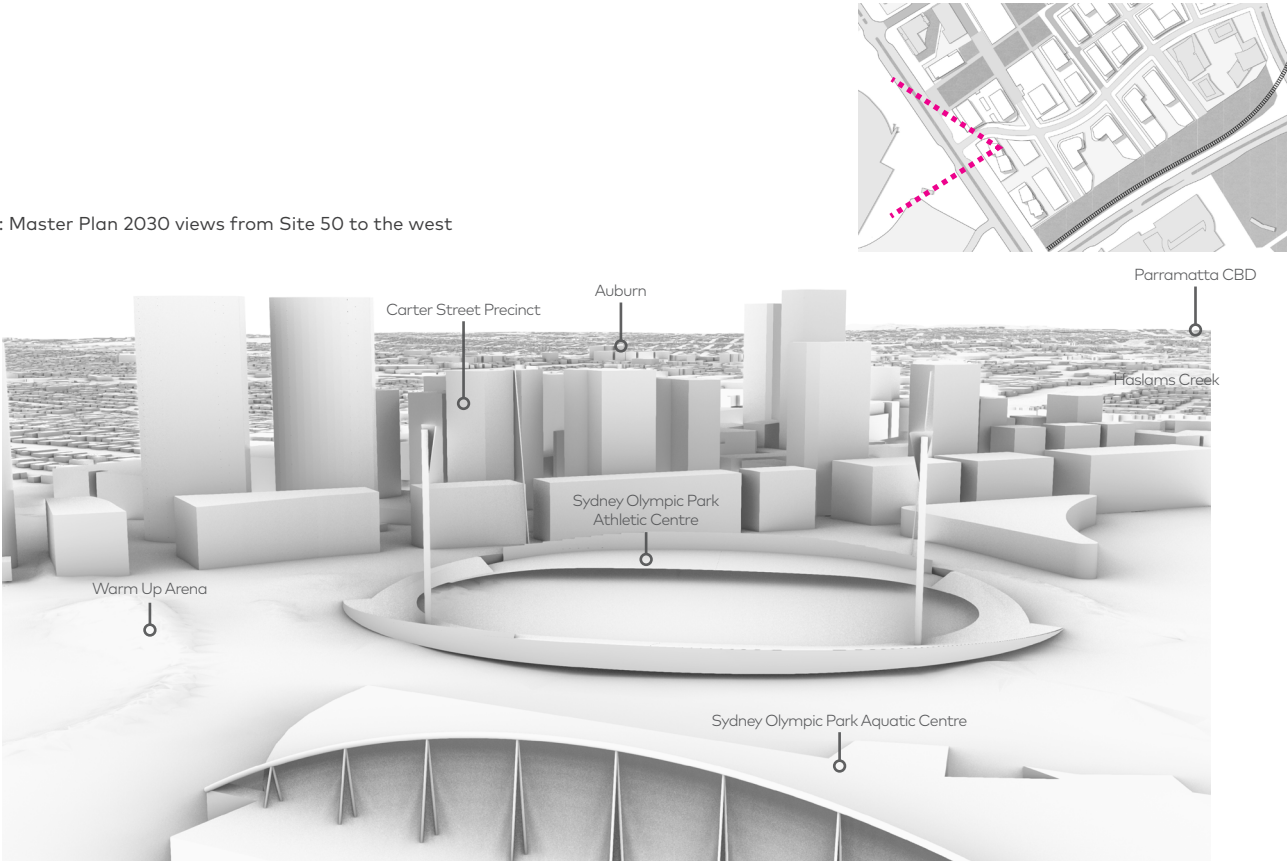 : Master Plan 2030 views from Site 50 to the west
Parramatta CBD
Auburn
Carter Street Precinct
Haslams Creek
Sydney Olympic Park
Athletic Centre
Warm Up Arena
Sydney Olympic Park Aquatic Centre